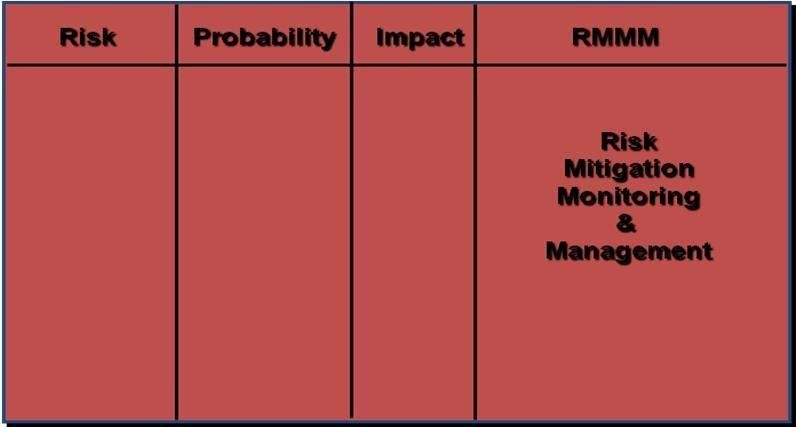 Risk Probability Impact RMMM
Risk
Mitigation
Monitoring
&
Management